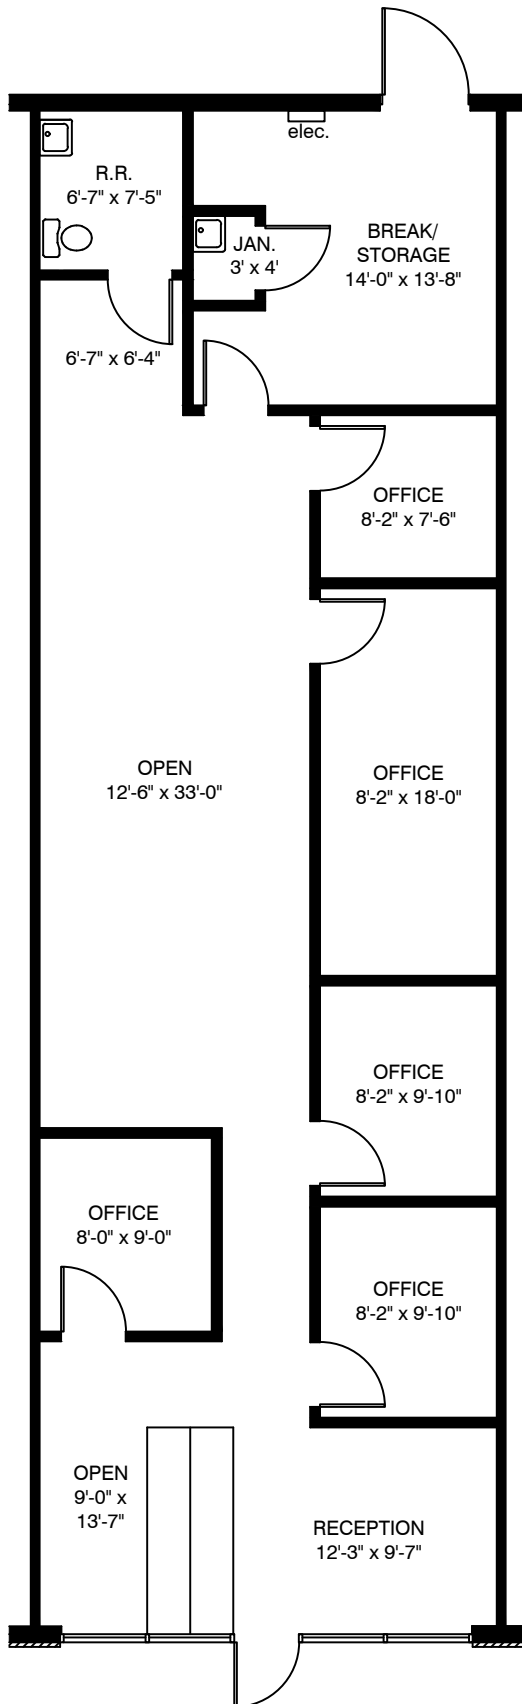 elec.
R.R.
6'-7" x 7'-5"
JAN.
3' x 4'
BREAK/
STORAGE
14'-0" x 13'-8"
6'-7" x 6'-4"
OFFICE
8'-2" x 7'-6"
OPEN
12'-6" x 33'-0"
OFFICE
8'-2" x 18'-0"
OFFICE
8'-2" x 9'-10"
OFFICE
8'-0" x 9'-0"
OFFICE
8'-2" x 9'-10"
OPEN
9'-0" x
13'-7"
RECEPTION
12'-3" x 9'-7"